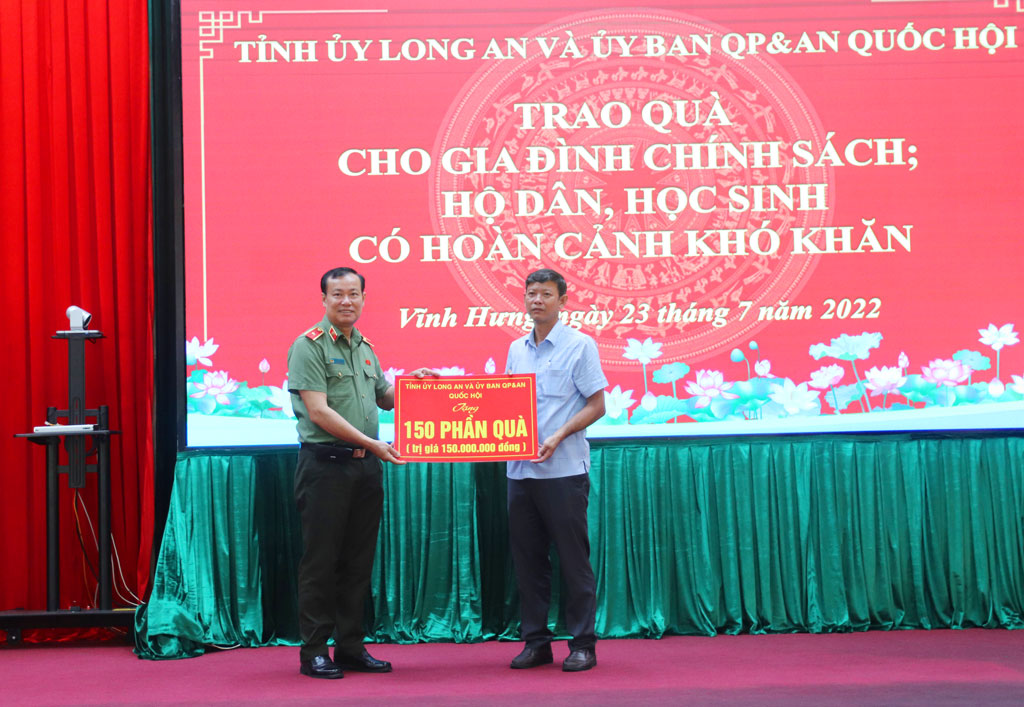 TỈNH ỦY LONG AN VÀ ỦY BAN QP&AN QUỐC HỘI
TRAO QUÀ
CHO GIA ĐÌNH CHÍNH SÁCH;
HỘ DÂN, HỌC SINH
CÓ HOÀN CẢNH KHÓ KHĂN
Vĩnh Hưng, ngày 23 tháng 7 năm 2022
TỈNH ỦY LONG AN VÀ ỦY BAN QP&AN
QUỐC HỘI
Tặng
150 PHẦN QUÀ
( trị giá 150.000.000 đồng )